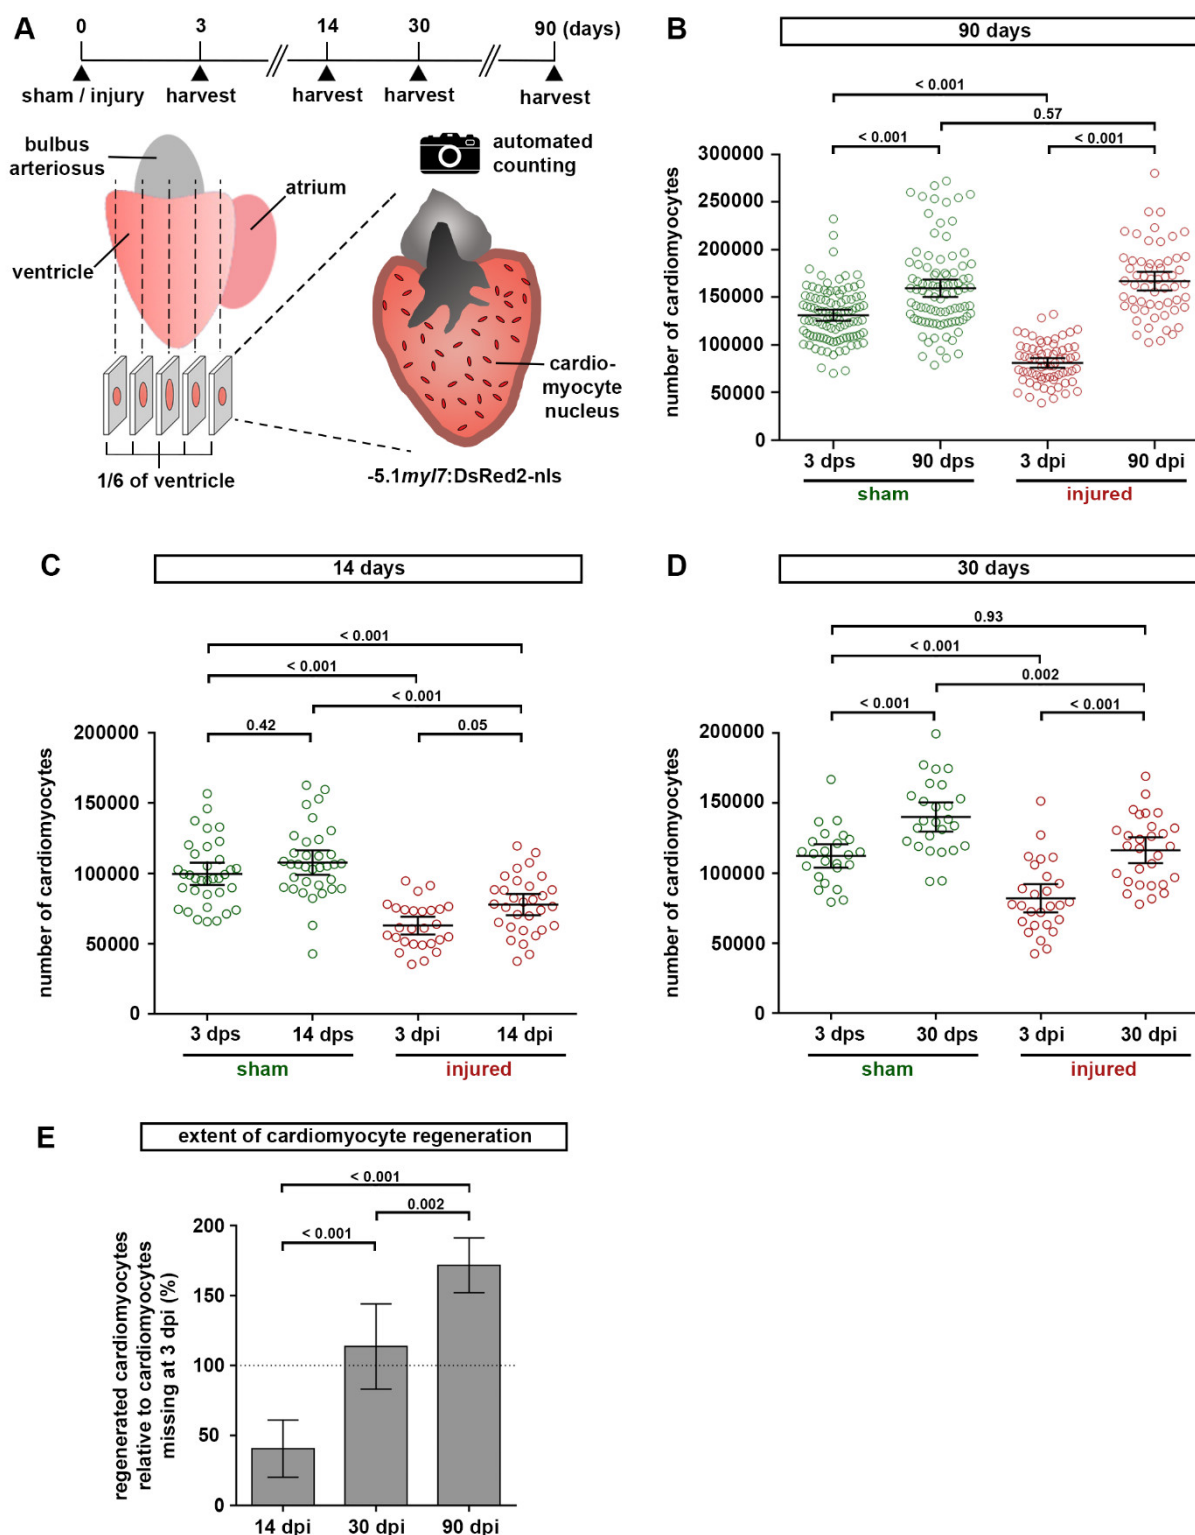 A
0 3 14 30 90 (days)
sham / injury harvest harvest harvest harvest
bulbus
arteriosus
atrium
ventricle
automated
counting
cardio-
myocyte
nucleus
1/6 of ventricle
-5.1myl7:DsRed2-nls
B
90 days
< 0.001
0.57
< 0.001 < 0.001
number of cardiomyocytes
300000
250000
200000
150000
100000
50000
0
3 dps 90 dps 3 dpi 90 dpi
sham injured
C
14 days
< 0.001
< 0.001
< 0.001
0.42 0.05
number of cardiomyocytes
200000
150000
100000
50000
0
3 dps 14 dps 3 dpi 14 dpi
sham injured
D
30 days
0.93
< 0.001
0.002
< 0.001 < 0.001
number of cardiomyocytes
200000
150000
100000
50000
0
3 dps 30 dps 3 dpi 30 dpi
sham injured
E
extent of cardiomyocyte regeneration
< 0.001
0.002
< 0.001
regenerated cardiomyocytes
relative to cardiomyocytes
missing at 3 dpi (%)
200
150
100
50
0
14 dpi 30 dpi 90 dpi